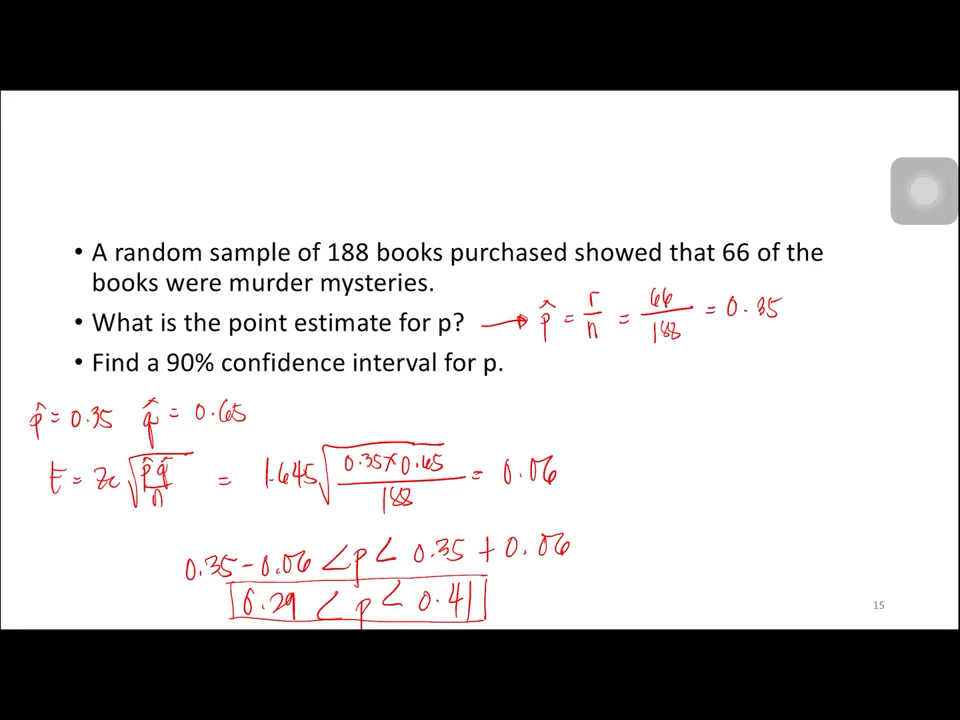 • A random sample of 188 books purchased showed that 66 of the
books were murder mysteries.
• What is the point estimate for p? → p̂ = r/n = 66/188 = 0.35
• Find a 90% confidence interval for p.
p̂ = 0.35 q̂ = 0.65
E = Zc √(p̂q̂/n) = 1.645 √(0.35×0.65/188) = 0.06
0.35 - 0.06 < p < 0.35 + 0.06
0.29 < p < 0.41
15